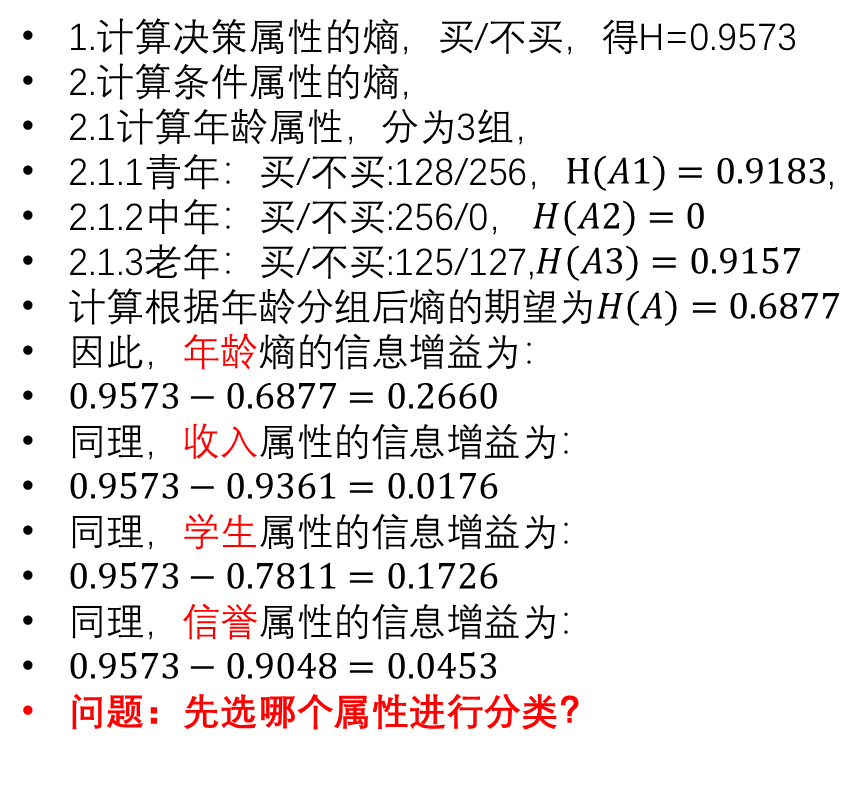 • 1.计算决策属性的熵，买/不买，得H=0.9573
• 2.计算条件属性的熵，
• 2.1计算年龄属性，分为3组，
• 2.1.1青年：买/不买:128/256，H(A1) = 0.9183,
• 2.1.2中年：买/不买:256/0， H(A2) = 0
• 2.1.3老年：买/不买:125/127,H(A3) = 0.9157
• 计算根据年龄分组后熵的期望为H(A) = 0.6877
• 因此，年龄熵的信息增益为：
• 0.9573 − 0.6877 = 0.2660
• 同理，收入属性的信息增益为：
• 0.9573 − 0.9361 = 0.0176
• 同理，学生属性的信息增益为：
• 0.9573 − 0.7811 = 0.1726
• 同理，信誉属性的信息增益为：
• 0.9573 − 0.9048 = 0.0453
• 问题：先选哪个属性进行分类？